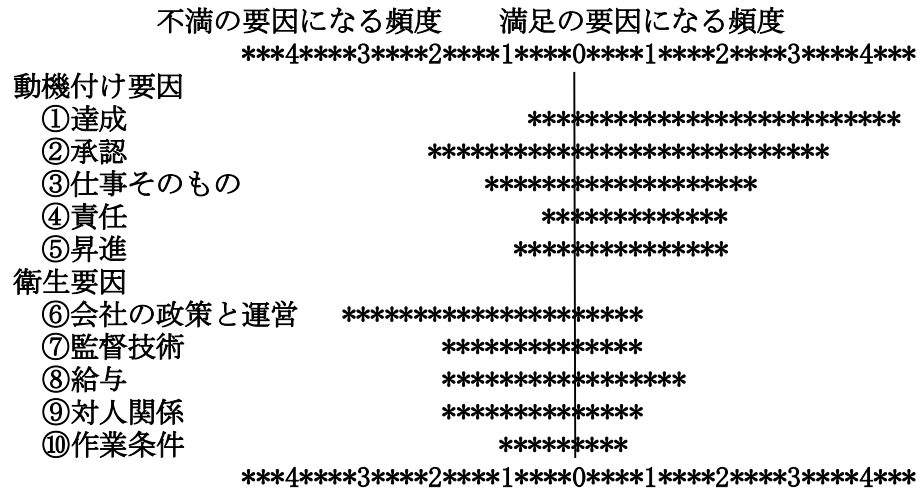 不満の要因になる頻度 満足の要因になる頻度
***4****3****2****1****0****1****2****3****4***
動機付け要因
①達成 **************************
②承認 ****************************
③仕事そのもの *******************
④責任 *************
⑤昇進 ***************
衛生要因
⑥会社の政策と運営 *********************
⑦監督技術 **************
⑧給与 *****************
⑨対人関係 **************
⑩作業条件 *********
***4****3****2****1****0****1****2****3****4***